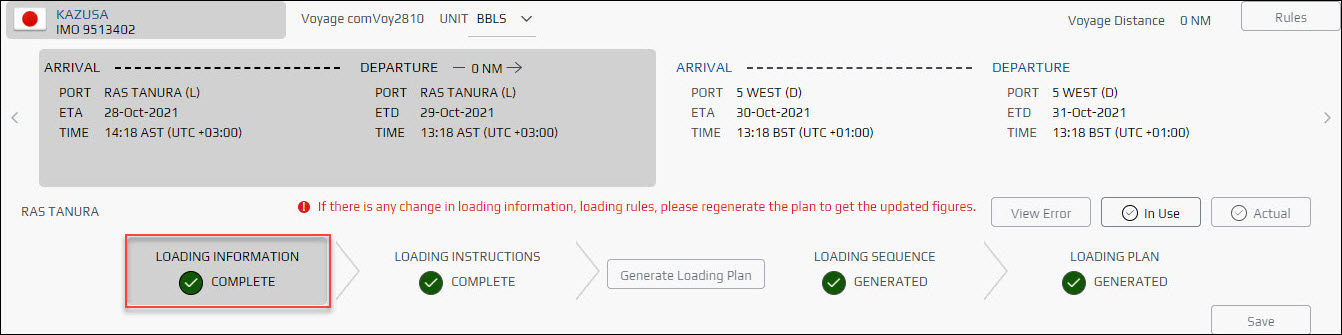 KAZUSA
IMO 9513402
Voyage comVoy2810 UNIT BBLS
Voyage Distance 0 NM
Rules
ARRIVAL DEPARTURE 0 NM ARRIVAL DEPARTURE
PORT RAS TANURA (L) PORT RAS TANURA (L) PORT 5 WEST (D) PORT 5 WEST (D)
ETA 28-Oct-2021 ETD 29-Oct-2021 ETA 30-Oct-2021 ETD 31-Oct-2021
TIME 14:18 AST (UTC +03:00) TIME 13:18 AST (UTC +03:00) TIME 13:18 BST (UTC +01:00) TIME 13:18 BST (UTC +01:00)
RAS TANURA
If there is any change in loading information, loading rules, please regenerate the plan to get the updated figures.
View Error In Use Actual
LOADING INFORMATION LOADING INSTRUCTIONS LOADING SEQUENCE LOADING PLAN
COMPLETE COMPLETE Generate Loading Plan GENERATED GENERATED
Save